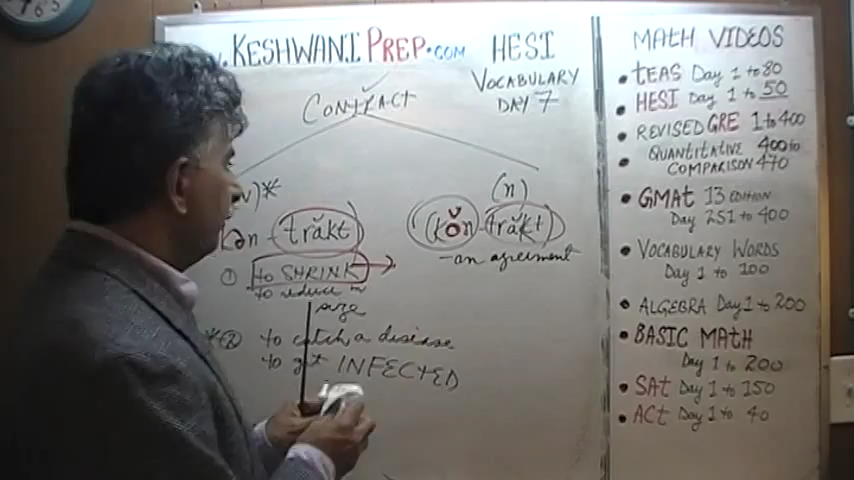 w.KESHWANIPREP.com
HESI
VOCABULARY
DAY 7
CONTRACT
v)*
kən - trăkt
① to SHRINK
to reduce in
size
*② to catch a disease
to get INFECTED
(n)
(kŏn - trăkt)
- an agreement
MATH VIDEOS
• TEAS Day 1 to 80
• HESI Day 1 to 50
• REVISED GRE 1 to 400
• QUANTITATIVE 400 to
COMPARISON 470
• GMAT 13 EDITION
Day 251 to 400
• VOCABULARY WORDS
Day 1 to 100
• ALGEBRA Day 1 to 200
• BASIC MATH
Day 1 to 200
• SAT Day 1 to 150
• ACT Day 1 to 40